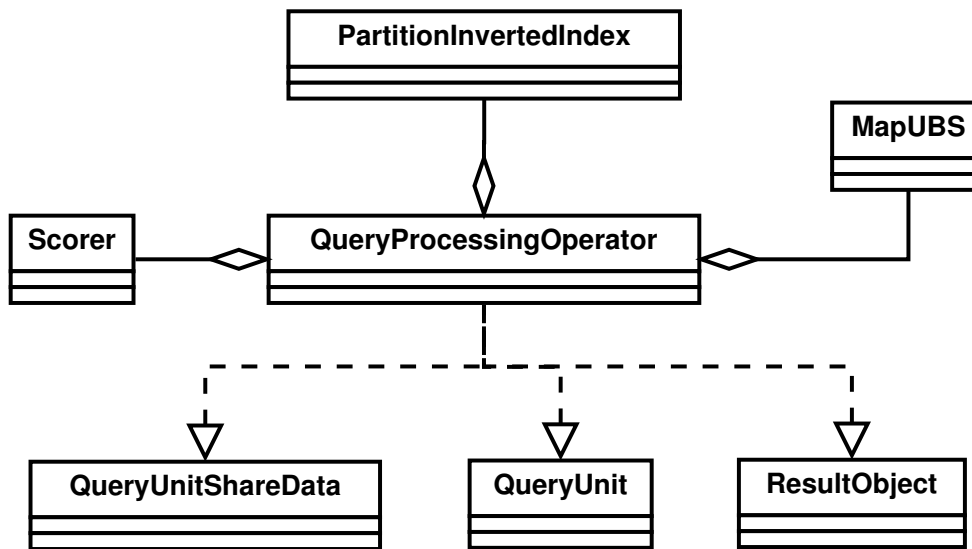 PartitionInvertedIndex
MapUBS
Scorer
QueryProcessingOperator
QueryUnitShareData
QueryUnit
ResultObject